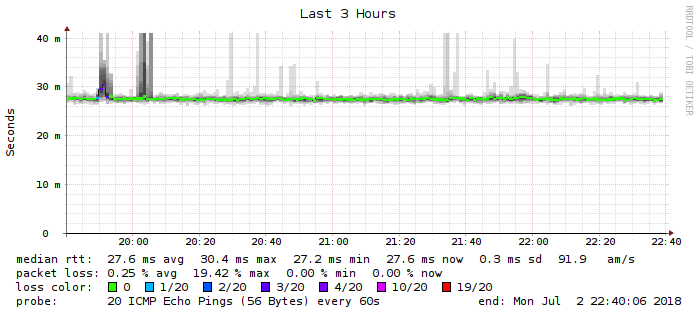 Last 3 Hours
RRDTOOL / TOBI OETIKER
Seconds
40 m
30 m
20 m
10 m
0
20:00 20:20 20:40 21:00 21:20 21:40 22:00 22:20 22:40
median rtt: 27.6 ms avg 30.4 ms max 27.2 ms min 27.6 ms now 0.3 ms sd 91.9 am/s
packet loss: 0.25 % avg 19.42 % max 0.00 % min 0.00 % now
loss color: 0 1/20 2/20 3/20 4/20 10/20 19/20
probe: 20 ICMP Echo Pings (56 Bytes) every 60s end: Mon Jul 2 22:40:06 2018